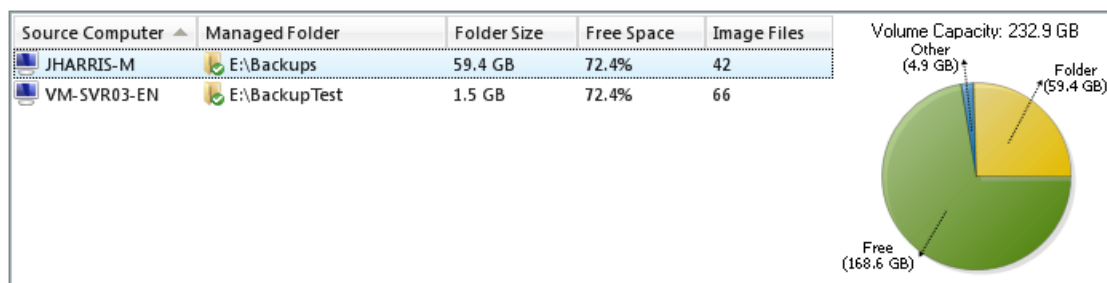 Source Computer Managed Folder Folder Size Free Space Image Files
JHARRIS-M E:\Backups 59.4 GB 72.4% 42
VM-SVR03-EN E:\BackupTest 1.5 GB 72.4% 66
Volume Capacity: 232.9 GB
Other
(4.9 GB)
Folder
(59.4 GB)
Free
(168.6 GB)